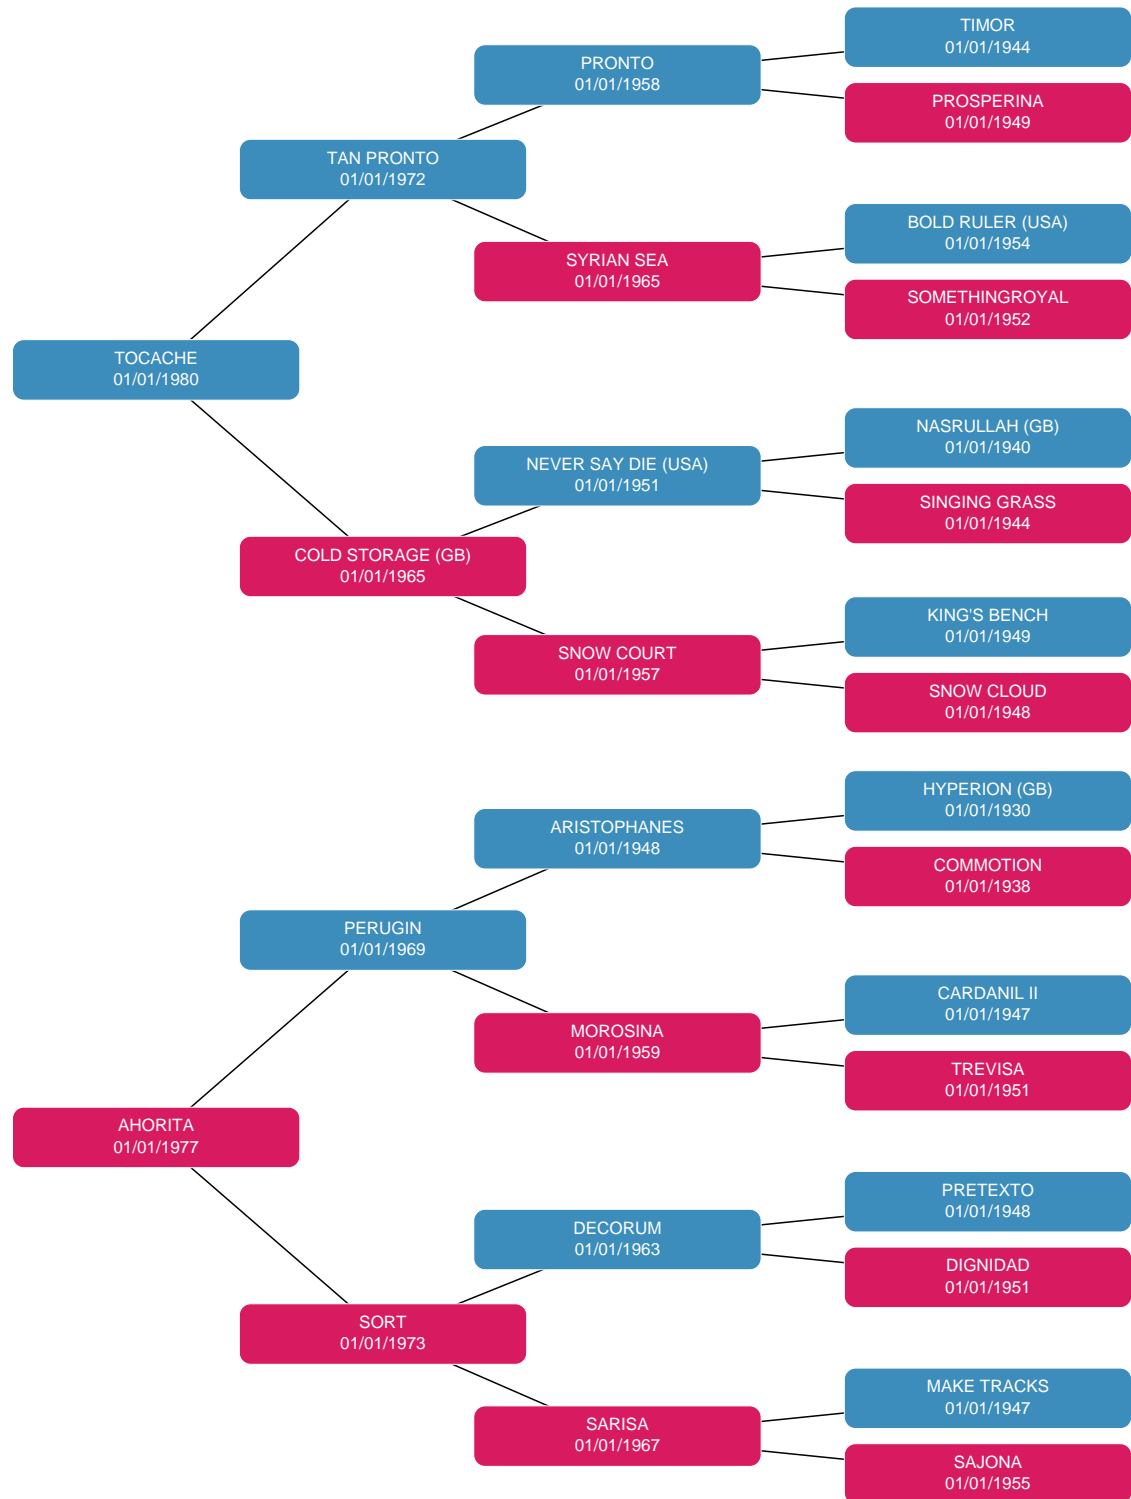 TIMOR
01/01/1944
PRONTO
01/01/1958
PROSPERINA
01/01/1949
TAN PRONTO
01/01/1972
BOLD RULER (USA)
01/01/1954
SYRIAN SEA
01/01/1965
SOMETHINGROYAL
01/01/1952
TOCACHE
01/01/1980
NASRULLAH (GB)
01/01/1940
NEVER SAY DIE (USA)
01/01/1951
SINGING GRASS
01/01/1944
COLD STORAGE (GB)
01/01/1965
KING'S BENCH
01/01/1949
SNOW COURT
01/01/1957
SNOW CLOUD
01/01/1948
HYPERION (GB)
01/01/1930
ARISTOPHANES
01/01/1948
COMMOTION
01/01/1938
PERUGIN
01/01/1969
CARDANIL II
01/01/1947
MOROSINA
01/01/1959
TREVISA
01/01/1951
AHORITA
01/01/1977
PRETEXTO
01/01/1948
DECORUM
01/01/1963
DIGNIDAD
01/01/1951
SORT
01/01/1973
MAKE TRACKS
01/01/1947
SARISA
01/01/1967
SAJONA
01/01/1955